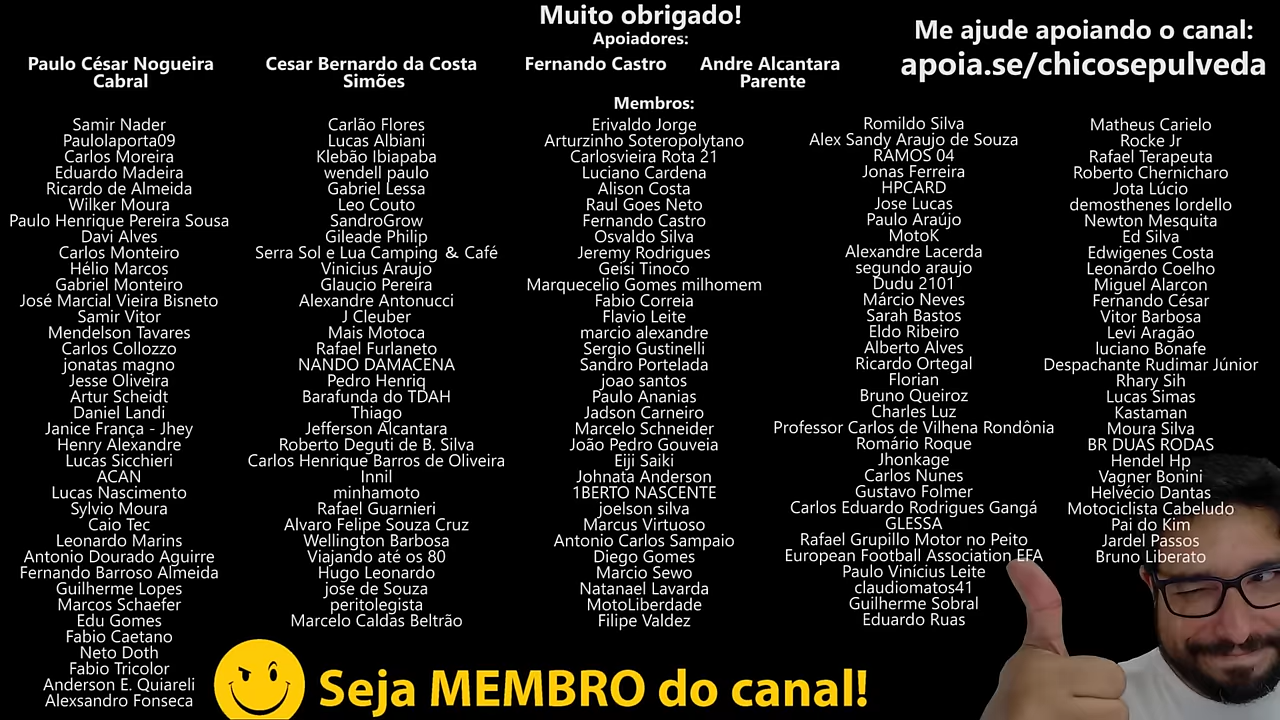 Muito obrigado!
Apoiadores:
Me ajude apoiando o canal:
apoia.se/chicosepulveda
Paulo César Nogueira
Cabral
Cesar Bernardo da Costa
Simões
Fernando Castro
Andre Alcantara
Parente
Membros:
Samir Nader
Paulolaporta09
Carlos Moreira
Eduardo Madeira
Ricardo de Almeida
Wilker Moura
Paulo Henrique Pereira Sousa
Davi Alves
Carlos Monteiro
Hélio Marcos
Gabriel Monteiro
José Marcial Vieira Bisneto
Samir Vitor
Mendelson Tavares
Carlos Collozzo
jonatas magno
Jesse Oliveira
Artur Scheidt
Daniel Landi
Janice França - Jhey
Henry Alexandre
Lucas Sicchieri
ACAN
Lucas Nascimento
Sylvio Moura
Caio Tec
Leonardo Marins
Antonio Dourado Aguirre
Fernando Barroso Almeida
Guilherme Lopes
Marcos Schaefer
Edu Gomes
Fabio Caetano
Neto Doth
Fabio Tricolor
Anderson E. Quiareli
Alexsandro Fonseca
Carlão Flores
Lucas Albiani
Klebão Ibiapaba
wendell paulo
Gabriel Lessa
Leo Couto
SandroGrow
Gileade Philip
Serra Sol e Lua Camping & Café
Vinicius Araujo
Glaucio Pereira
Alexandre Antonucci
J Cleuber
Mais Motoca
Rafael Furlaneto
NANDO DAMACENA
Pedro Henriq
Barafunda do TDAH
Thiago
Jefferson Alcantara
Roberto Deguti de B. Silva
Carlos Henrique Barros de Oliveira
Innil
minhamoto
Rafael Guarnieri
Alvaro Felipe Souza Cruz
Wellington Barbosa
Viajando até os 80
Hugo Leonardo
jose de Souza
peritolegista
Marcelo Caldas Beltrão
Erivaldo Jorge
Arturzinho Soteropolytano
Carlosvieira Rota 21
Luciano Cardena
Alison Costa
Raul Goes Neto
Fernando Castro
Osvaldo Silva
Jeremy Rodrigues
Geisi Tinoco
Marquecelio Gomes milhomem
Fabio Correia
Flavio Leite
marcio alexandre
Sergio Gustinelli
Sandro Portelada
joao santos
Paulo Ananias
Jadson Carneiro
Marcelo Schneider
João Pedro Gouveia
Eiji Saiki
Johnata Anderson
1BERTO NASCENTE
joelson silva
Marcus Virtuoso
Antonio Carlos Sampaio
Diego Gomes
Marcio Sewo
Natanael Lavarda
MotoLiberdade
Filipe Valdez
Romildo Silva
Alex Sandy Araujo de Souza
RAMOS 04
Jonas Ferreira
HPCARD
Jose Lucas
Paulo Araújo
MotoK
Alexandre Lacerda
segundo araujo
Dudu 2101
Márcio Neves
Sarah Bastos
Eldo Ribeiro
Alberto Alves
Ricardo Ortegal
Florian
Bruno Queiroz
Charles Luz
Professor Carlos de Vilhena Rondônia
Romário Roque
Jhonkage
Carlos Nunes
Gustavo Folmer
Carlos Eduardo Rodrigues Gangá
GLESSA
Rafael Grupillo Motor no Peito
European Football Association EFA
Paulo Vinícius Leite
claudiomatos41
Guilherme Sobral
Eduardo Ruas
Matheus Carielo
Rocke Jr
Rafael Terapeuta
Roberto Chernicharo
Jota Lúcio
demosthenes lordello
Newton Mesquita
Ed Silva
Edwigenes Costa
Leonardo Coelho
Miguel Alarcon
Fernando César
Vitor Barbosa
Levi Aragão
luciano Bonafe
Despachante Rudimar Júnior
Rhary Sih
Lucas Simas
Kastaman
Moura Silva
BR DUAS RODAS
Hendel Hp
Vagner Bonini
Helvécio Dantas
Motociclista Cabeludo
Pai do Kim
Jardel Passos
Bruno Liberato
Seja MEMBRO do canal!